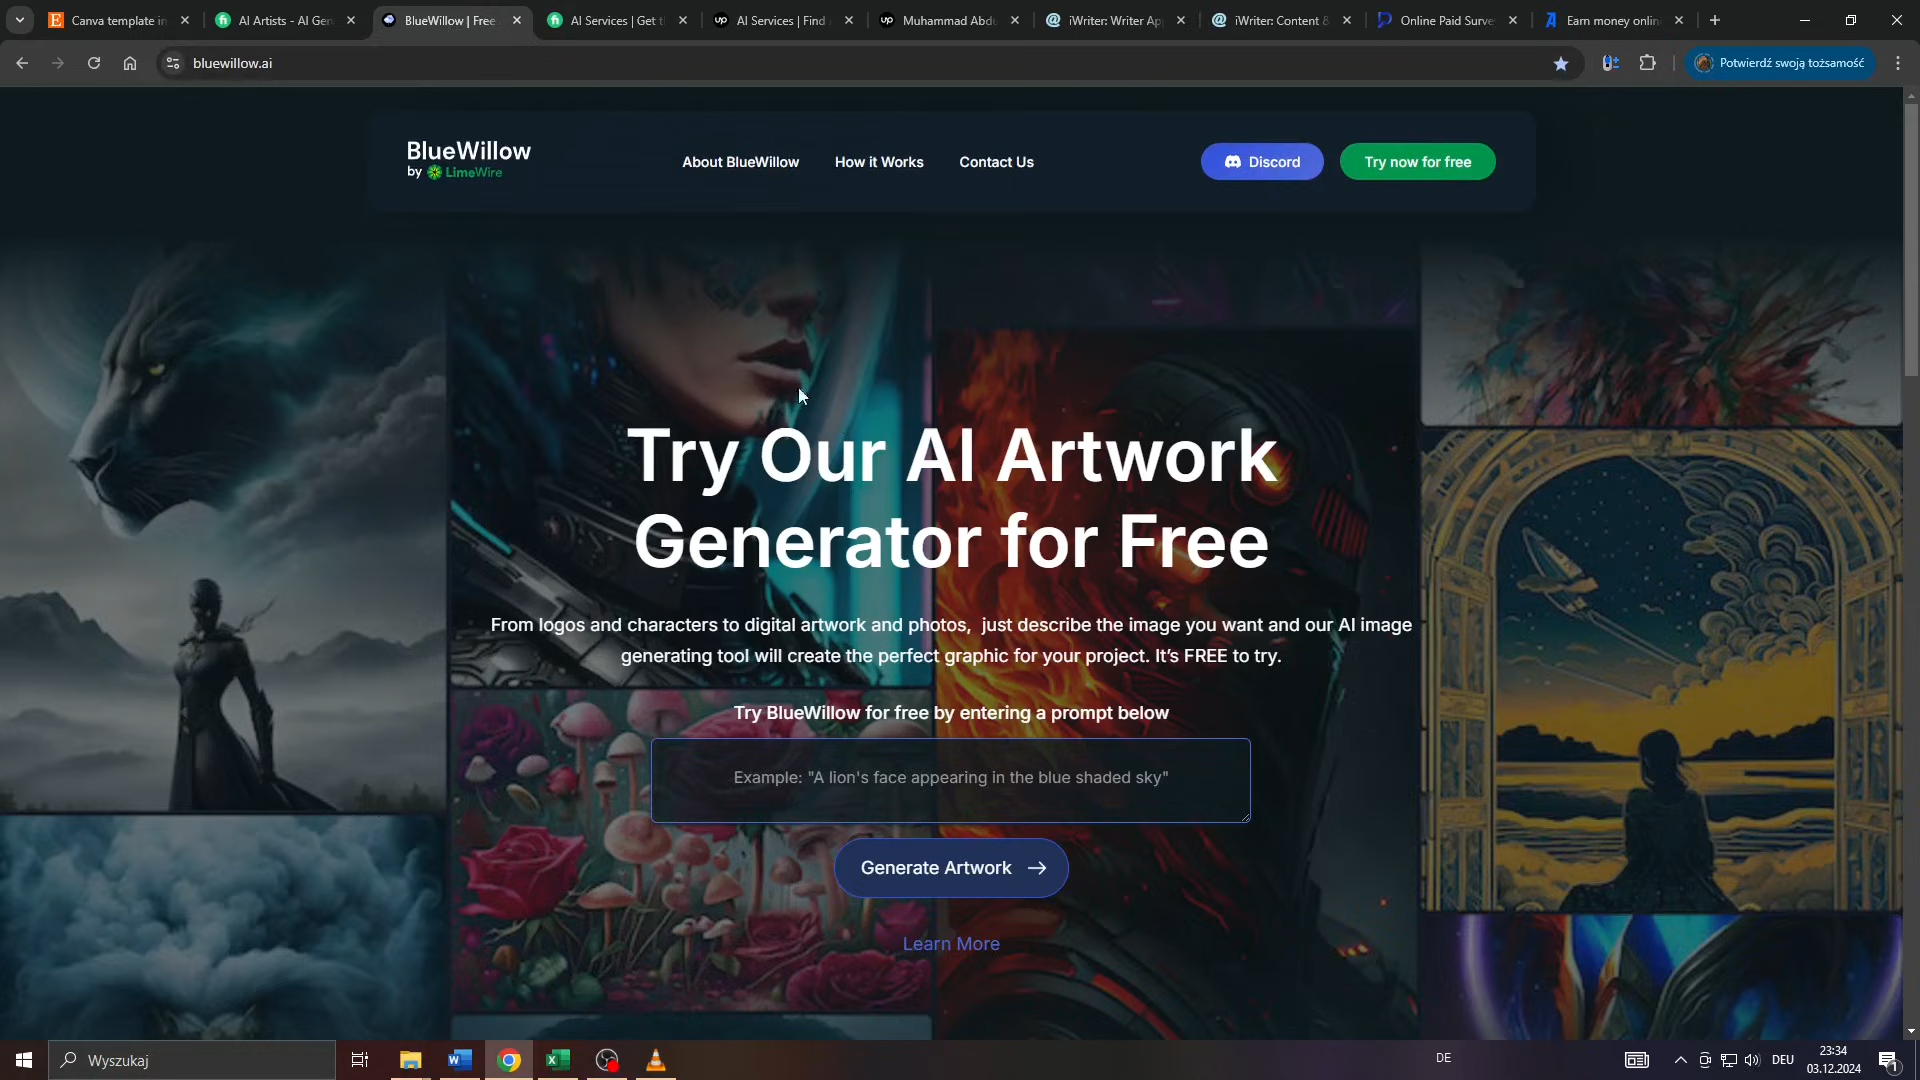 Canva template in
AI Artists - AI Gen
BlueWillow | Free
AI Services | Get t
AI Services | Find
Muhammad Abdu
iWriter: Writer Ap
iWriter: Content &
Online Paid Surve
Earn money onlin
bluewillow.ai
Potwierdź swoją tożsamość
BlueWillow
by LimeWire
About BlueWillow
How it Works
Contact Us
Discord
Try now for free
Try Our AI Artwork
Generator for Free
From logos and characters to digital artwork and photos, just describe the image you want and our AI image
generating tool will create the perfect graphic for your project. It's FREE to try.
Try BlueWillow for free by entering a prompt below
Example: "A lion's face appearing in the blue shaded sky"
Generate Artwork
Learn More
Wyszukaj
DE
DEU
23:34
03.12.2024
1